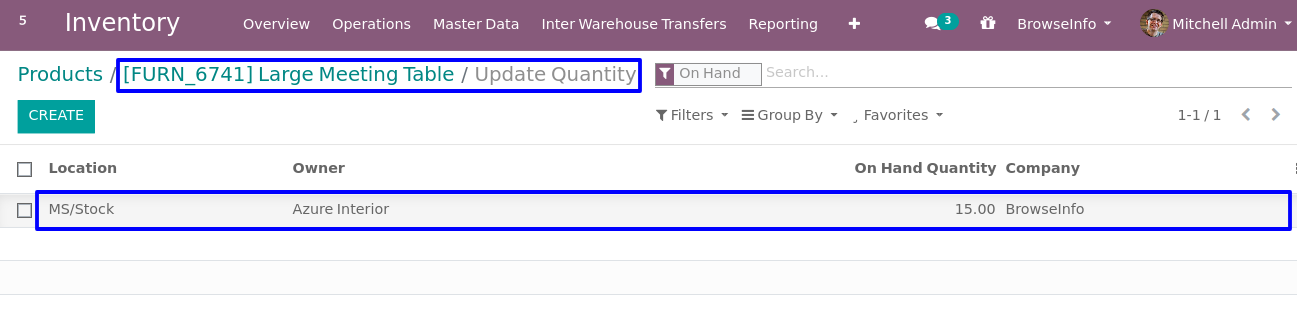 5 Inventory Overview Operations Master Data Inter Warehouse Transfers Reporting 3 BrowseInfo Mitchell Admin
Products / [FURN_6741] Large Meeting Table / Update Quantity On Hand Search...
CREATE Filters Group By Favorites 1-1 / 1
Location Owner On Hand Quantity Company
MS/Stock Azure Interior 15.00 BrowseInfo